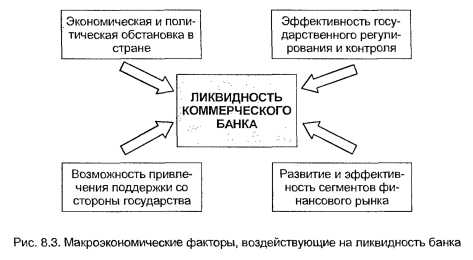 Экономическая и поли-
тическая обстановка в
стране
Эффективность госу-
дарственного регули-
рования и контроля
ЛИКВИДНОСТЬ
КОММЕРЧЕСКОГО
БАНКА
Возможность привле-
чения поддержки со
стороны государства
Развитие и эффектив-
ность сегментов фи-
нансового рынка
Рис. 8.3. Макроэкономические факторы, воздействующие на ликвидность банка